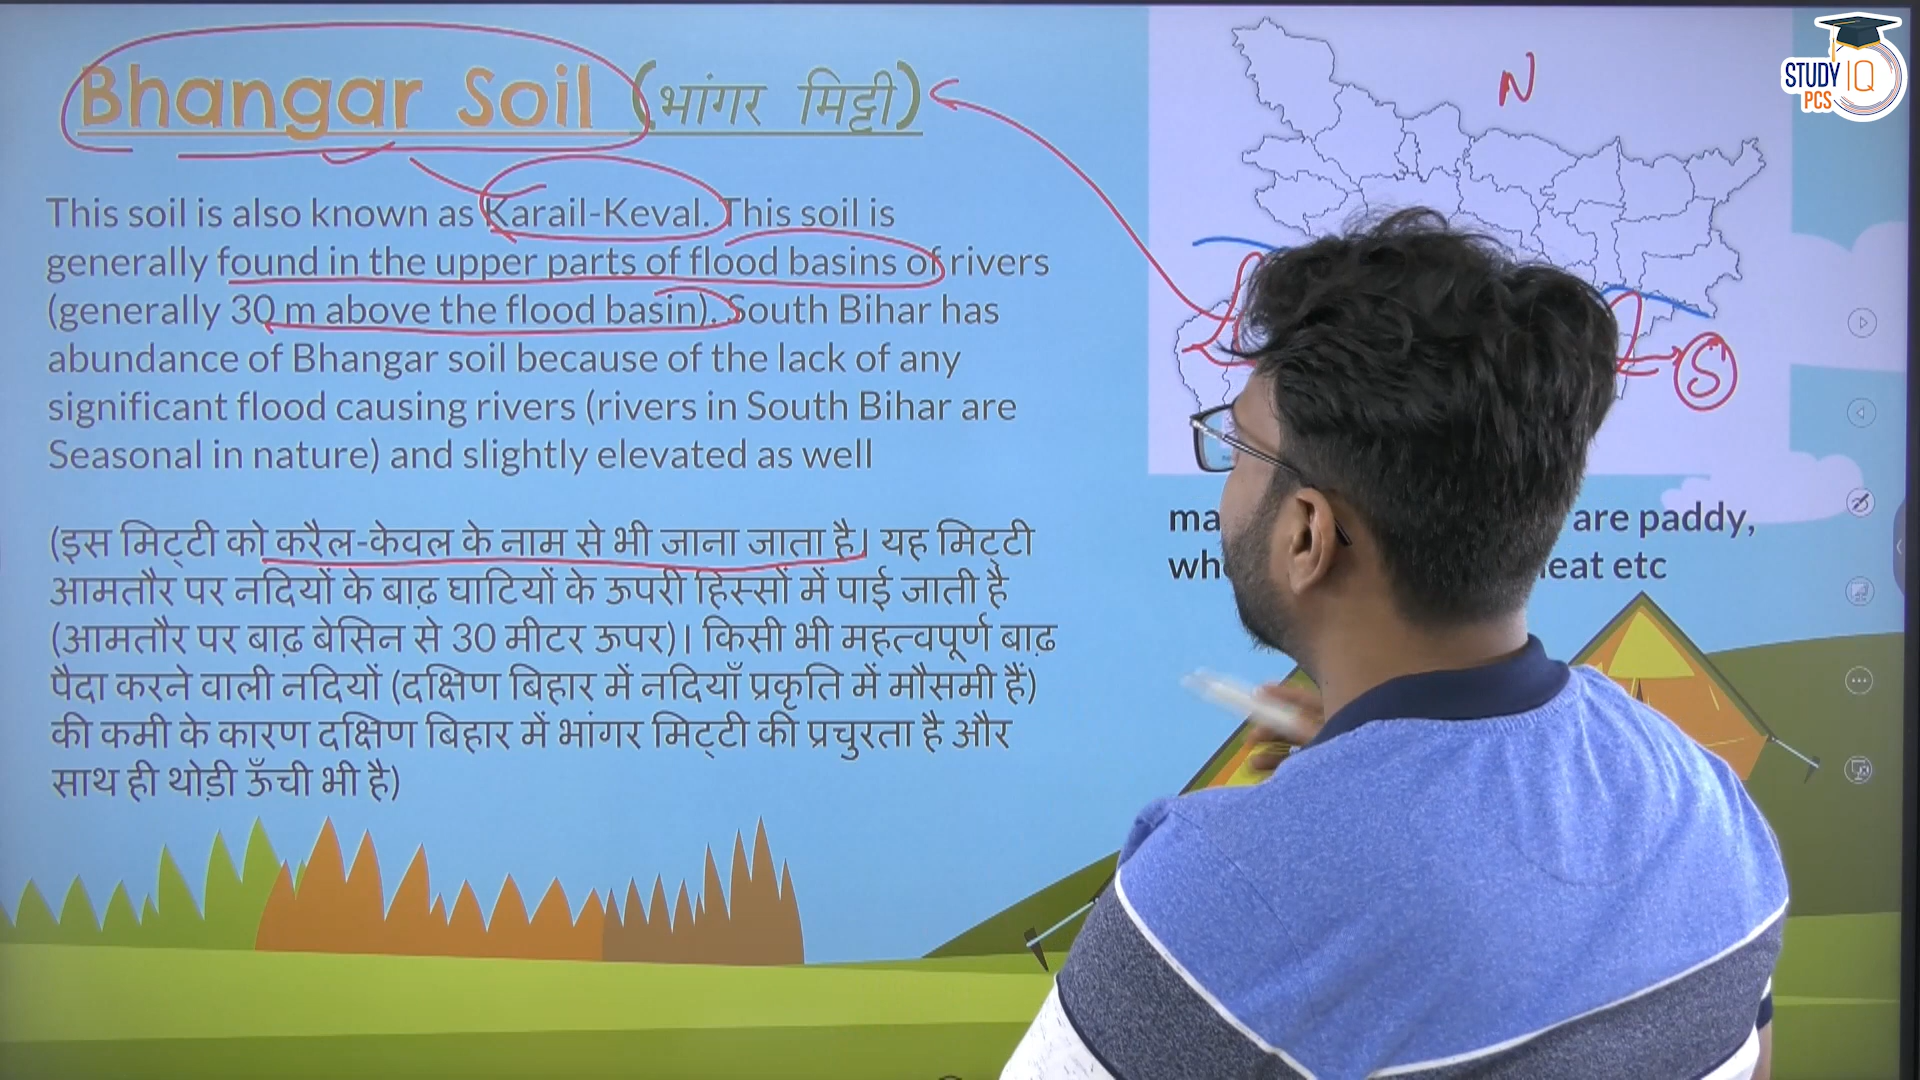 Bhangar Soil (भांगर मिट्टी)
This soil is also known as Karail-Keval. This soil is
generally found in the upper parts of flood basins of rivers
(generally 30 m above the flood basin). South Bihar has
abundance of Bhangar soil because of the lack of any
significant flood causing rivers (rivers in South Bihar are
Seasonal in nature) and slightly elevated as well
(इस मिट्टी को करैल-केवल के नाम से भी जाना जाता है। यह मिट्टी
आमतौर पर नदियों के बाढ़ घाटियों के ऊपरी हिस्सों में पाई जाती है
(आमतौर पर बाढ़ बेसिन से 30 मीटर ऊपर)। किसी भी महत्वपूर्ण बाढ़
पैदा करने वाली नदियों (दक्षिण बिहार में नदियाँ प्रकृति में मौसमी हैं)
की कमी के कारण दक्षिण बिहार में भांगर मिट्टी की प्रचुरता है और
साथ ही थोड़ी ऊँची भी है)
N
S
are paddy,
etc
STUDY IQ
PCS